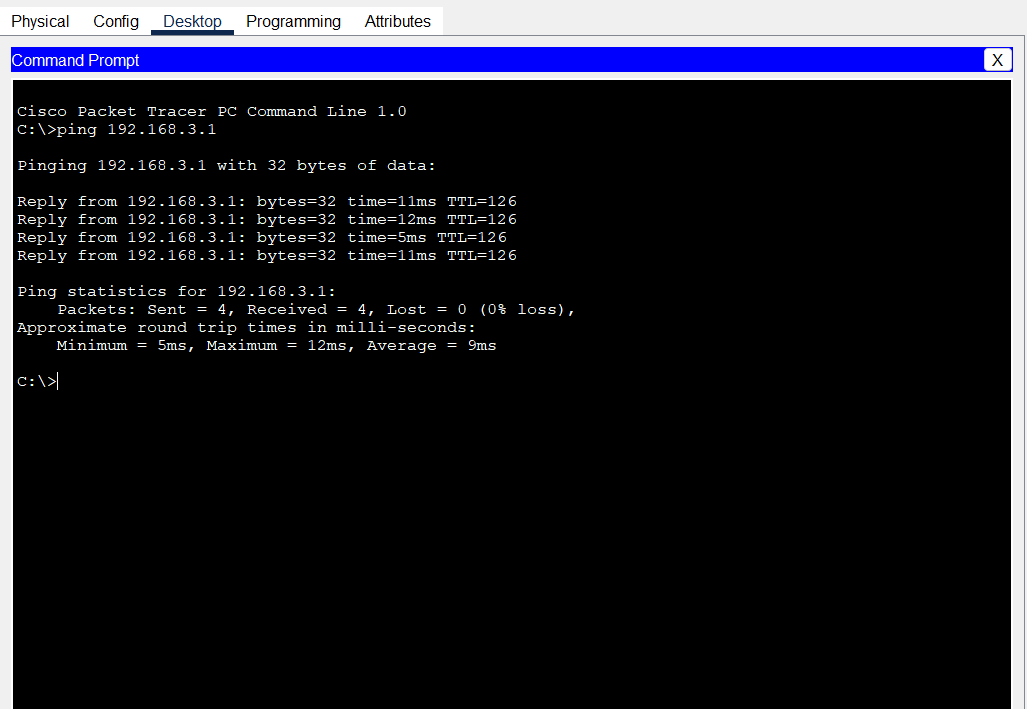 Physical Config Desktop Programming Attributes
Command Prompt X
Cisco Packet Tracer PC Command Line 1.0
C:\>ping 192.168.3.1
Pinging 192.168.3.1 with 32 bytes of data:
Reply from 192.168.3.1: bytes=32 time=11ms TTL=126
Reply from 192.168.3.1: bytes=32 time=12ms TTL=126
Reply from 192.168.3.1: bytes=32 time=5ms TTL=126
Reply from 192.168.3.1: bytes=32 time=11ms TTL=126
Ping statistics for 192.168.3.1:
Packets: Sent = 4, Received = 4, Lost = 0 (0% loss),
Approximate round trip times in milli-seconds:
Minimum = 5ms, Maximum = 12ms, Average = 9ms
C:\>